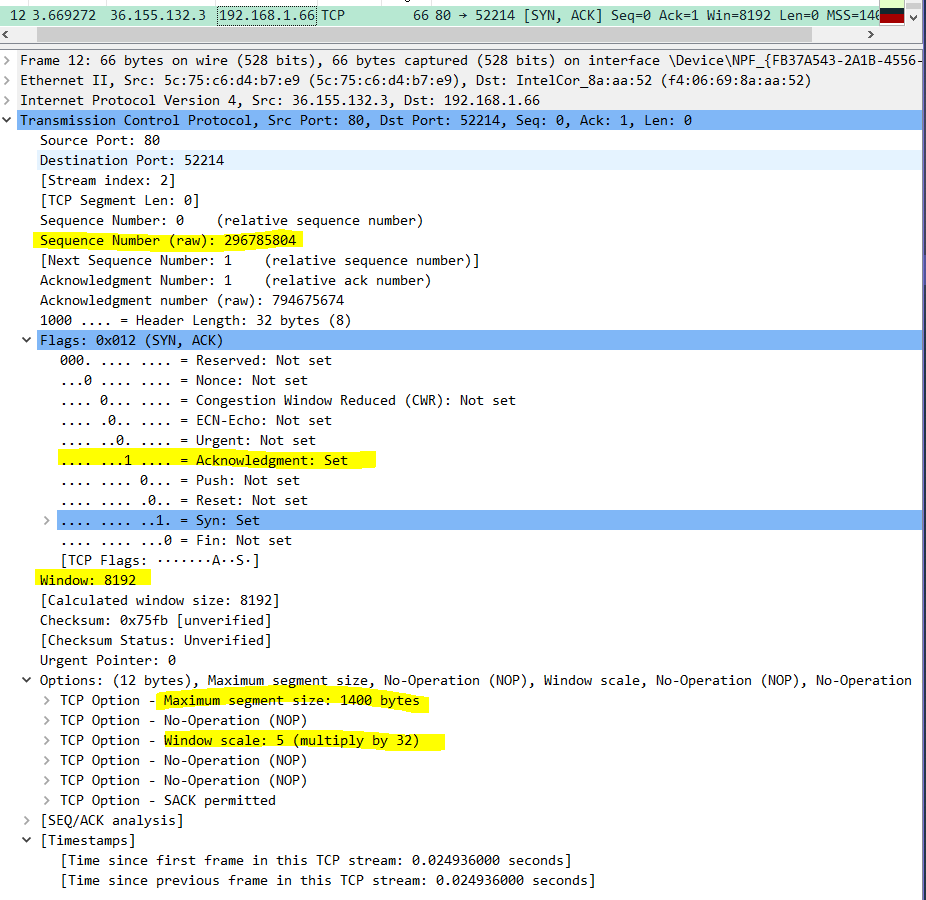 12 3.669272 36.155.132.3 192.168.1.66 TCP 66 80 → 52214 [SYN, ACK] Seq=0 Ack=1 Win=8192 Len=0 MSS=140
Frame 12: 66 bytes on wire (528 bits), 66 bytes captured (528 bits) on interface \Device\NPF_{FB37A543-2A1B-4556-
Ethernet II, Src: 5c:75:c6:d4:b7:e9 (5c:75:c6:d4:b7:e9), Dst: IntelCor_8a:aa:52 (f4:06:69:8a:aa:52)
Internet Protocol Version 4, Src: 36.155.132.3, Dst: 192.168.1.66
Transmission Control Protocol, Src Port: 80, Dst Port: 52214, Seq: 0, Ack: 1, Len: 0
Source Port: 80
Destination Port: 52214
[Stream index: 2]
[TCP Segment Len: 0]
Sequence Number: 0 (relative sequence number)
Sequence Number (raw): 296785804
[Next Sequence Number: 1 (relative sequence number)]
Acknowledgment Number: 1 (relative ack number)
Acknowledgment number (raw): 794675674
1000 .... = Header Length: 32 bytes (8)
Flags: 0x012 (SYN, ACK)
000. .... .... = Reserved: Not set
...0 .... .... = Nonce: Not set
.... 0... .... = Congestion Window Reduced (CWR): Not set
.... .0.. .... = ECN-Echo: Not set
.... ..0. .... = Urgent: Not set
.... ...1 .... = Acknowledgment: Set
.... .... 0... = Push: Not set
.... .... .0.. = Reset: Not set
.... .... ..1. = Syn: Set
.... .... ...0 = Fin: Not set
[TCP Flags: ·······A··S·]
Window: 8192
[Calculated window size: 8192]
Checksum: 0x75fb [unverified]
[Checksum Status: Unverified]
Urgent Pointer: 0
Options: (12 bytes), Maximum segment size, No-Operation (NOP), Window scale, No-Operation (NOP), No-Operation
TCP Option - Maximum segment size: 1400 bytes
TCP Option - No-Operation (NOP)
TCP Option - Window scale: 5 (multiply by 32)
TCP Option - No-Operation (NOP)
TCP Option - No-Operation (NOP)
TCP Option - SACK permitted
[SEQ/ACK analysis]
[Timestamps]
[Time since first frame in this TCP stream: 0.024936000 seconds]
[Time since previous frame in this TCP stream: 0.024936000 seconds]